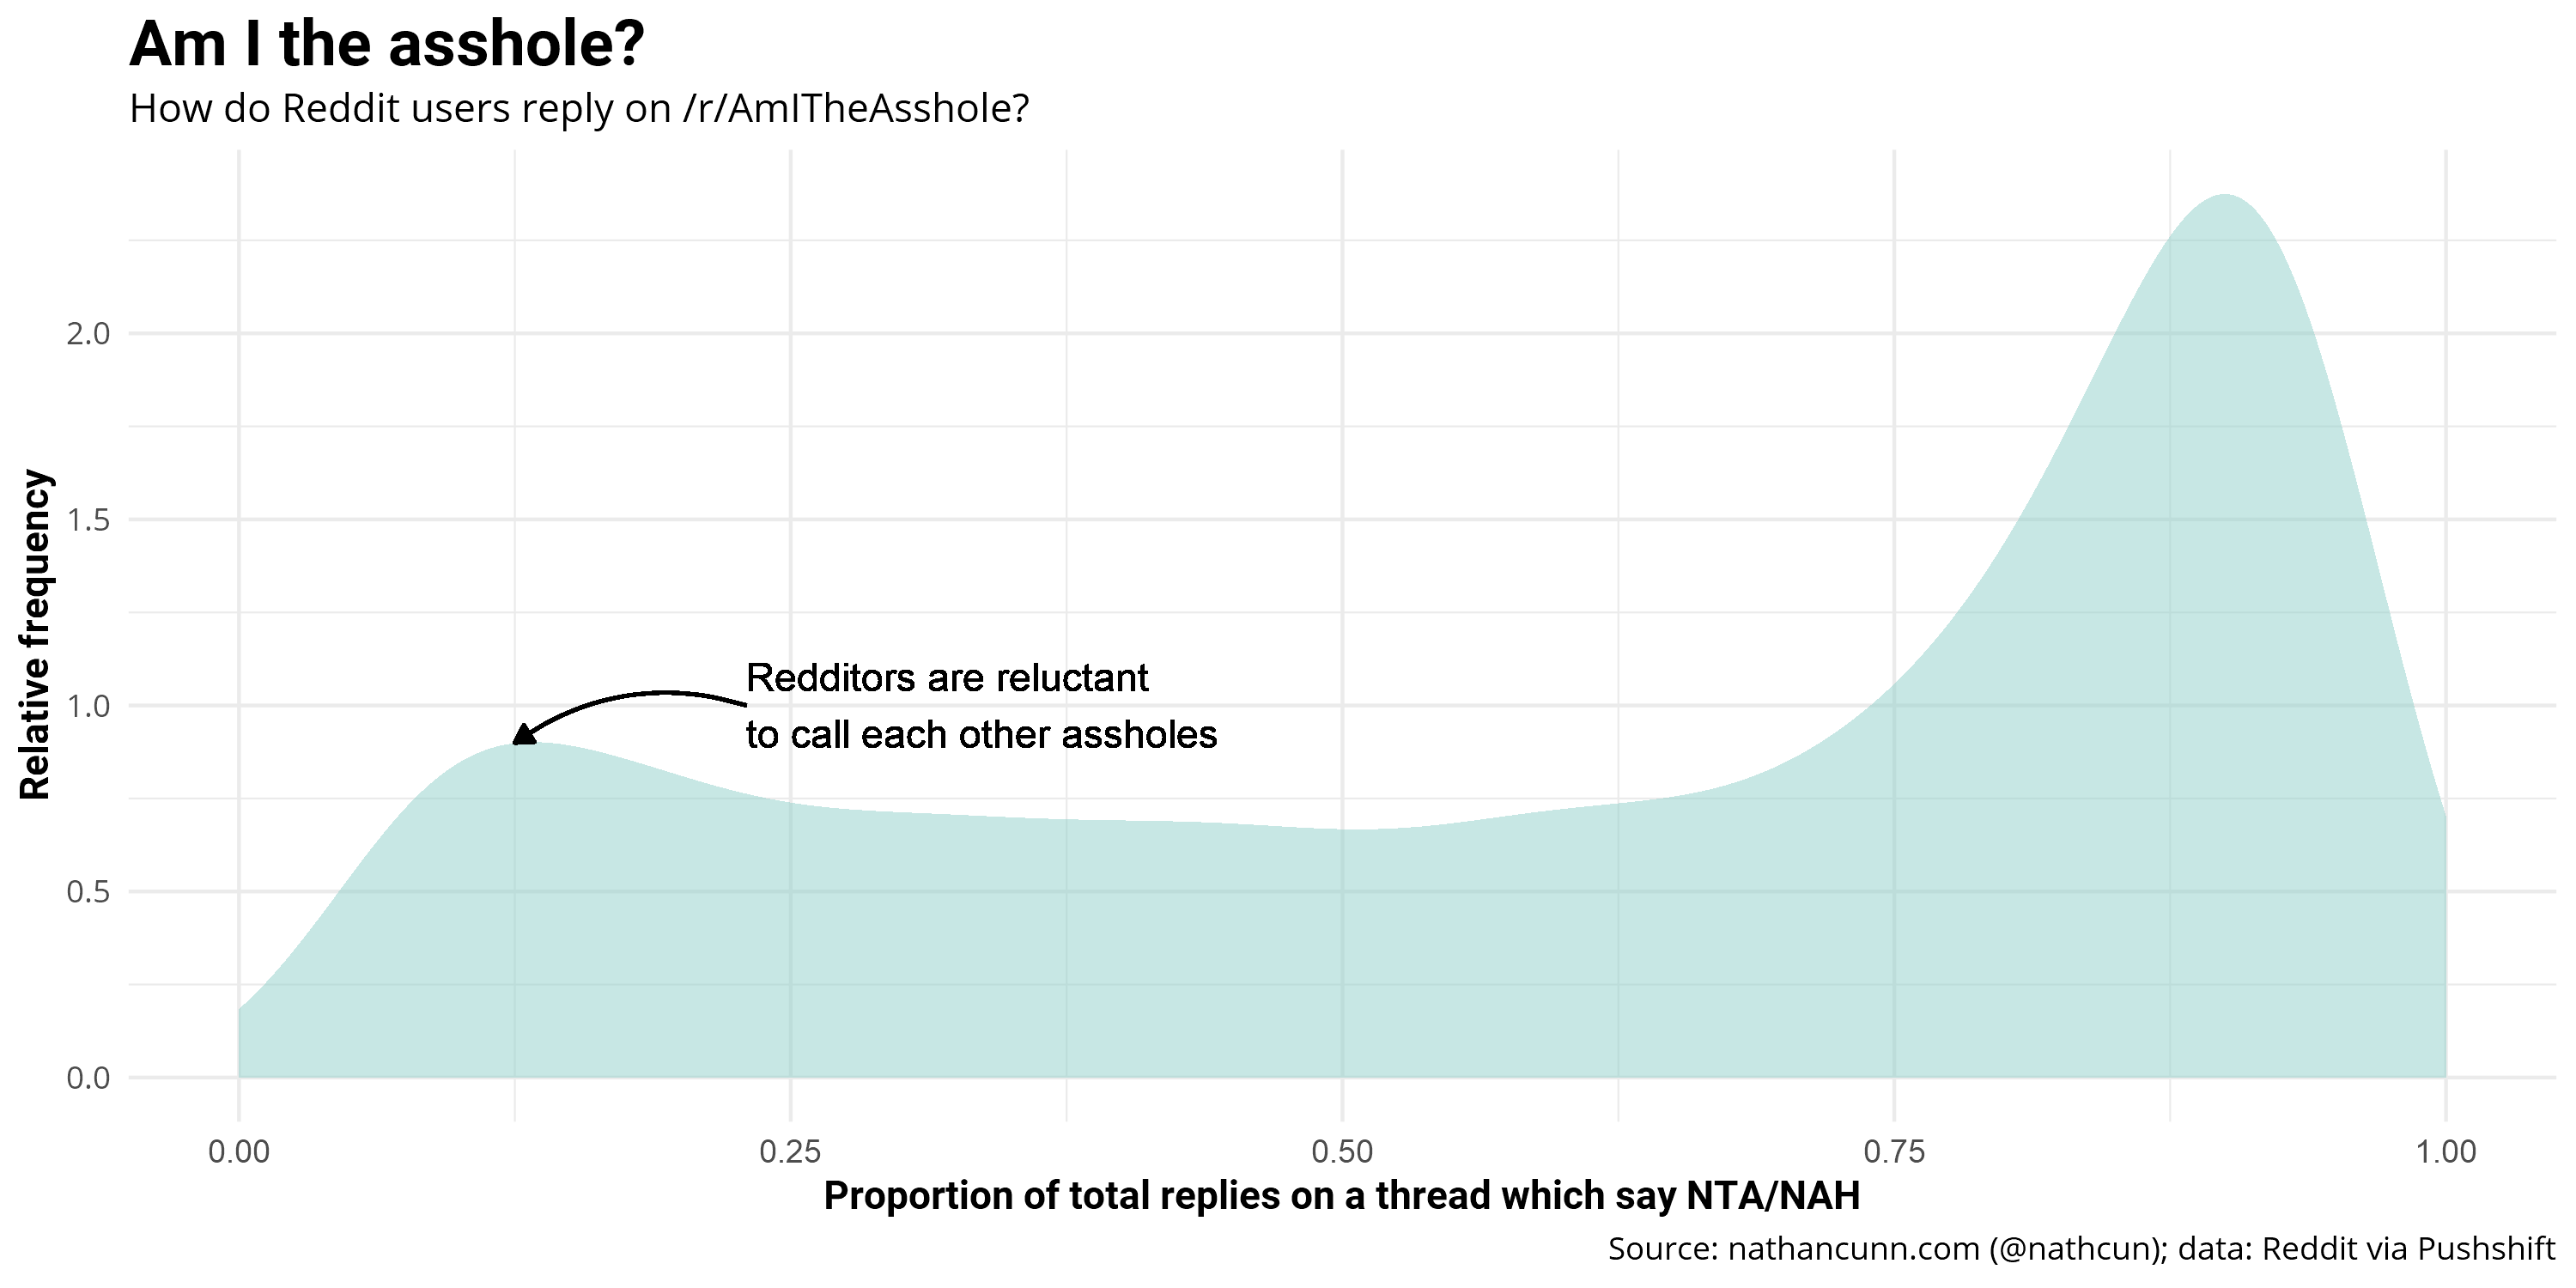 Am I the asshole?
How do Reddit users reply on /r/AmITheAsshole?
Relative frequency
2.0
1.5
1.0
0.5
0.0
Redditors are reluctant
to call each other assholes
0.00 0.25 0.50 0.75 1.00
Proportion of total replies on a thread which say NTA/NAH
Source: nathancunn.com (@nathcun); data: Reddit via Pushshift